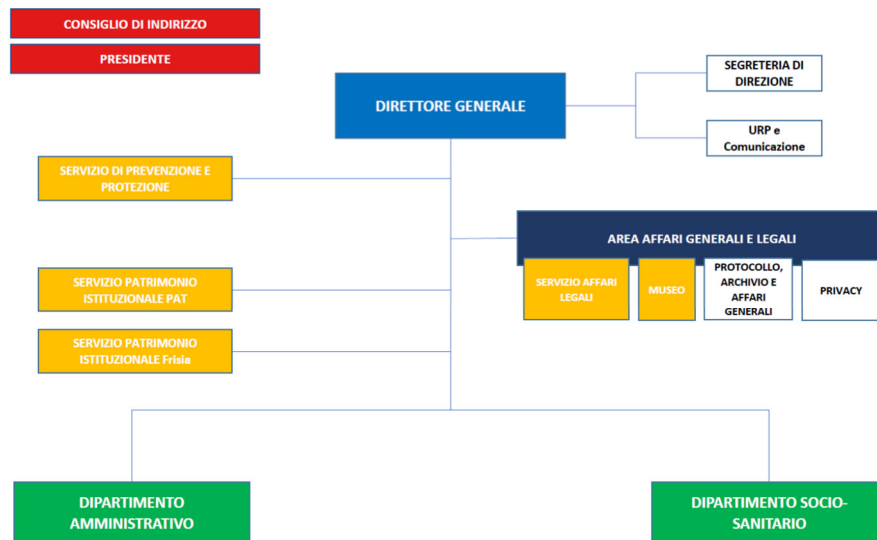 CONSIGLIO DI INDIRIZZO
PRESIDENTE
DIRETTORE GENERALE
SEGRETERIA DI
DIREZIONE
URP e
Comunicazione
SERVIZIO DI PREVENZIONE E
PROTEZIONE
AREA AFFARI GENERALI E LEGALI
SERVIZIO AFFARI
LEGALI
MUSEO
PROTOCOLLO,
ARCHIVIO E
AFFARI
GENERALI
PRIVACY
SERVIZIO PATRIMONIO
ISTITUZIONALE PAT
SERVIZIO PATRIMONIO
ISTITUZIONALE Frisia
DIPARTIMENTO
AMMINISTRATIVO
DIPARTIMENTO SOCIO-
SANITARIO